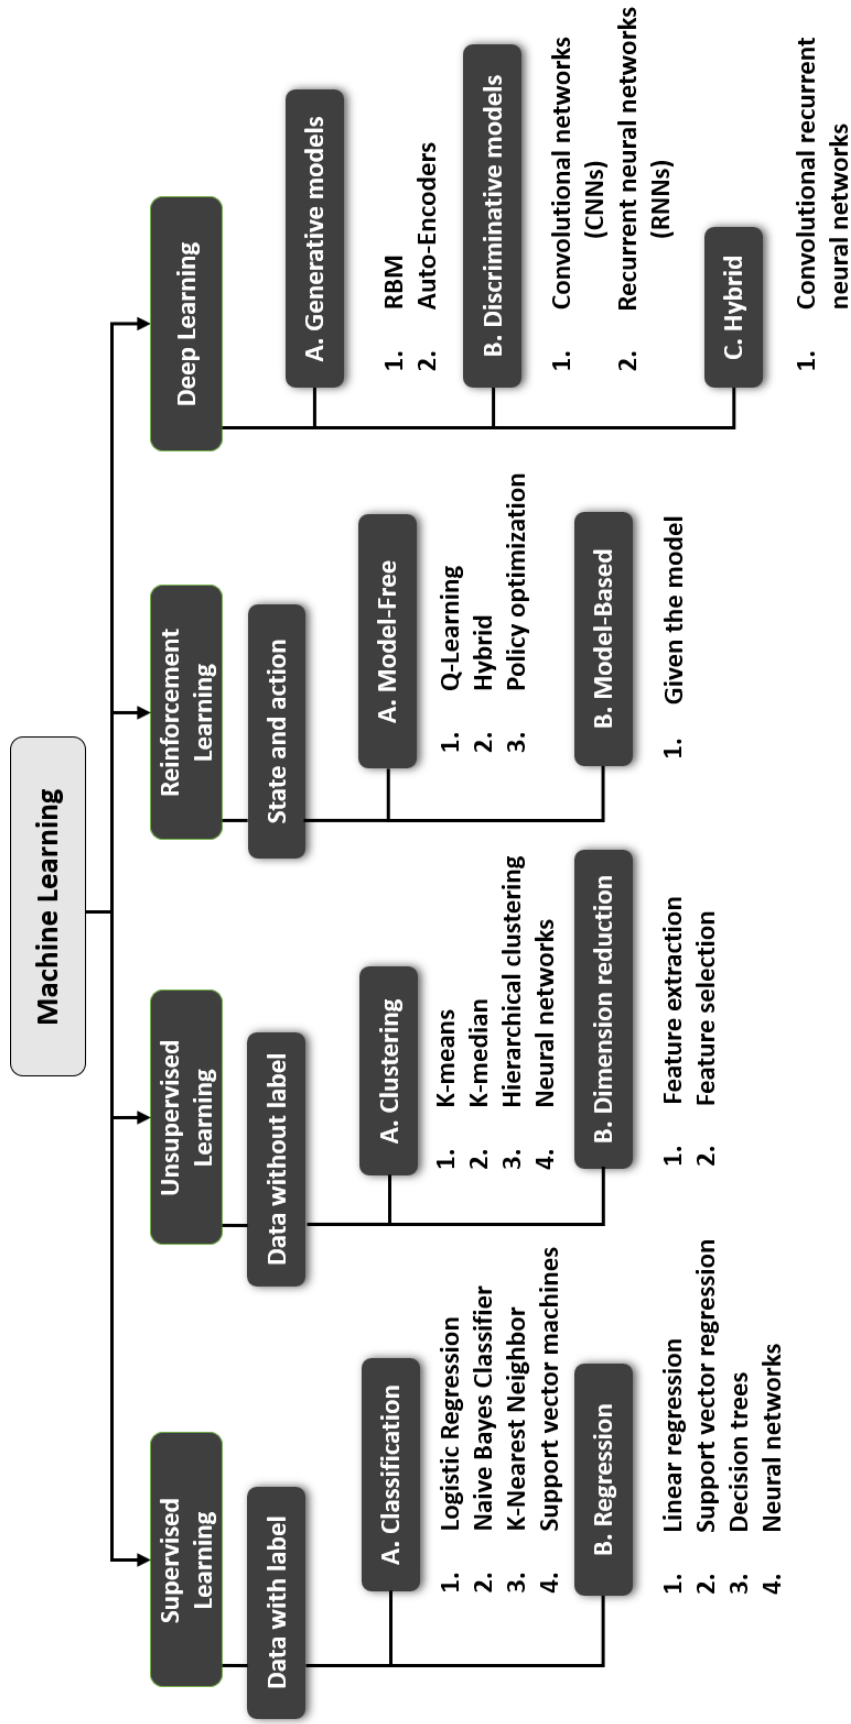 Machine Learning
Supervised
Learning
Data with label
A. Classification
1. Logistic Regression
2. Naive Bayes Classifier
3. K-Nearest Neighbor
4. Support vector machines
B. Regression
1. Linear regression
2. Support vector regression
3. Decision trees
4. Neural networks
Unsupervised
Learning
Data without label
A. Clustering
1. K-means
2. K-median
3. Hierarchical clustering
4. Neural networks
B. Dimension reduction
1. Feature extraction
2. Feature selection
Reinforcement
Learning
State and action
A. Model-Free
1. Q-Learning
2. Hybrid
3. Policy optimization
B. Model-Based
1. Given the model
Deep Learning
A. Generative models
1. RBM
2. Auto-Encoders
B. Discriminative models
1. Convolutional networks
(CNNs)
2. Recurrent neural networks
(RNNs)
C. Hybrid
1. Convolutional recurrent
neural networks